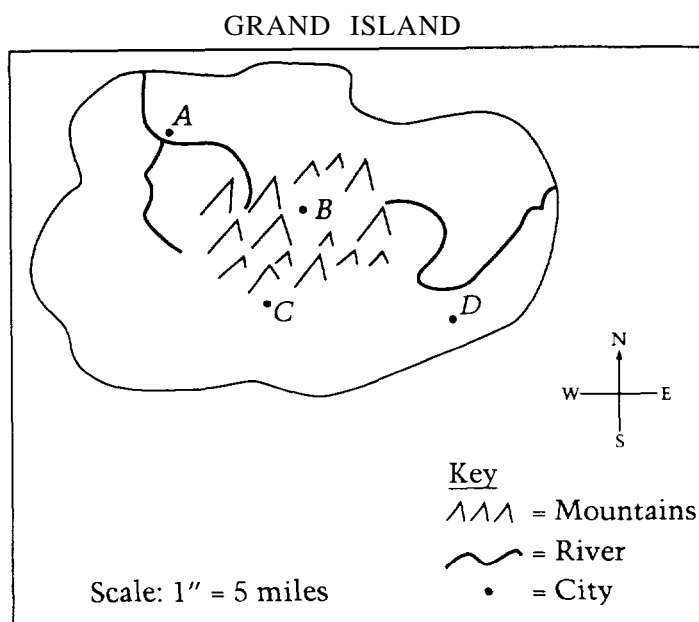 GRAND ISLAND
A
B
C
D
N
W E
S
Key
= Mountains
= River
Scale: 1" = 5 miles
= City